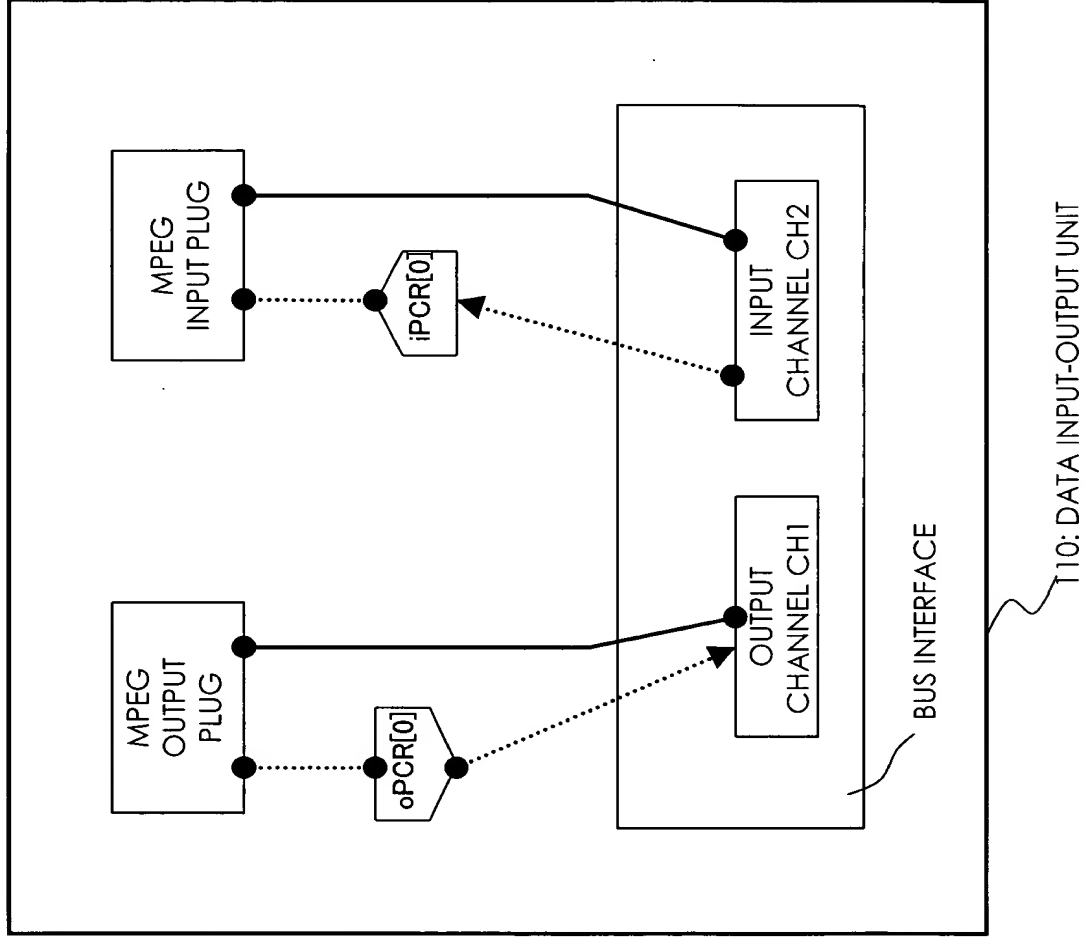 MPEG
OUTPUT
PLUG
MPEG
INPUT PLUG
oPCR[0]
iPCR[0]
OUTPUT
CHANNEL CH1
INPUT
CHANNEL CH2
BUS INTERFACE
T10: DATA INPUT-OUTPUT UNIT